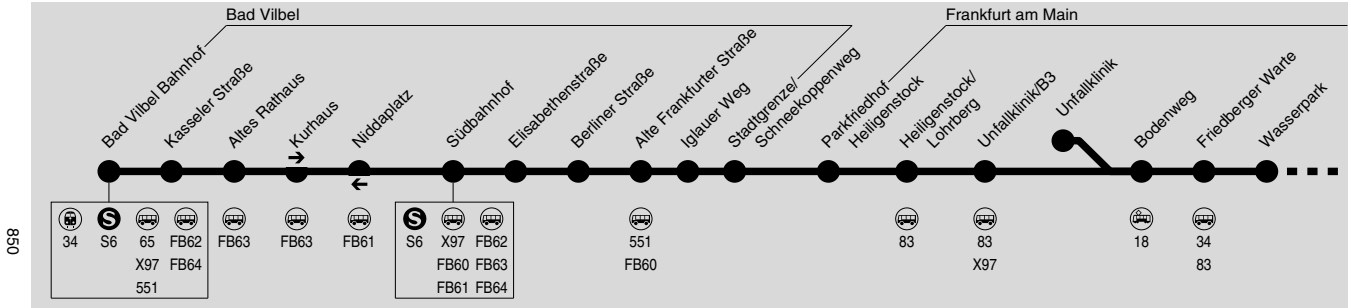 Bad Vilbel
Frankfurt am Main
Bad Vilbel Bahnhof
Kasseler Straße
Altes Rathaus
Kurhaus
Niddaplatz
Südbahnhof
Elisabethenstraße
Berliner Straße
Alte Frankfurter Straße
Iglauer Weg
Stadtgrenze/
Schneekoppenweg
Parkfriedhof
Heiligenstock
Heiligenstock/
Lohrberg
Unfallklinik/B3
Unfallklinik
Bodenweg
Friedberger Warte
Wasserpark
S S
34 S6 65 FB62 FB63 FB63 FB61 S6 X97 FB62 551 83 83 18 34
X97 FB64 FB60 FB63 FB60 X97 83
551 FB61 FB64
850